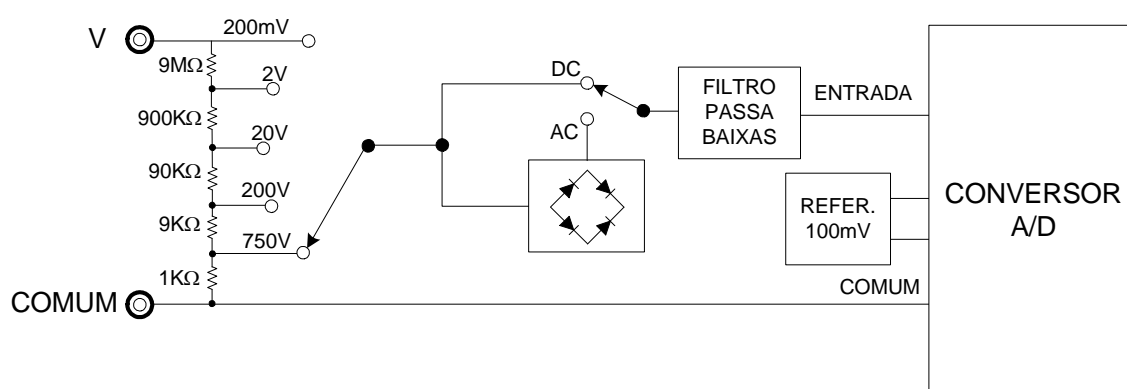 V
200mV
9MΩ
2V
900KΩ
20V
90KΩ
200V
9KΩ
750V
1KΩ
COMUM
DC
AC
FILTRO
PASSA
BAIXAS
ENTRADA
REFER.
100mV
COMUM
CONVERSOR
A/D